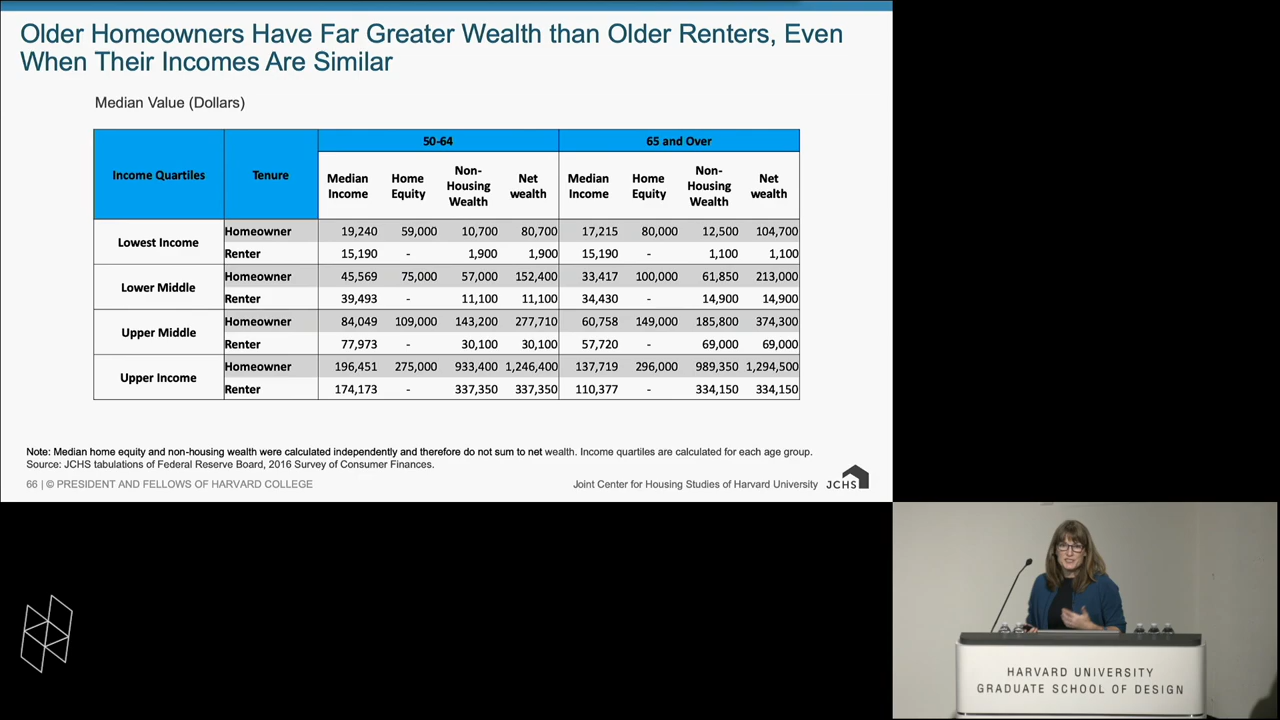 Older Homeowners Have Far Greater Wealth than Older Renters, Even
When Their Incomes Are Similar
Median Value (Dollars)
Income Quartiles Tenure 50-64 65 and Over
Median Income Home Equity Non-Housing Wealth Net wealth Median Income Home Equity Non-Housing Wealth Net wealth
Lowest Income Homeowner 19,240 59,000 10,700 80,700 17,215 80,000 12,500 104,700
Renter 15,190 - 1,900 1,900 15,190 - 1,100 1,100
Lower Middle Homeowner 45,569 75,000 57,000 152,400 33,417 100,000 61,850 213,000
Renter 39,493 - 11,100 11,100 34,430 - 14,900 14,900
Upper Middle Homeowner 84,049 109,000 143,200 277,710 60,758 149,000 185,800 374,300
Renter 77,973 - 30,100 30,100 57,720 - 69,000 69,000
Upper Income Homeowner 196,451 275,000 933,400 1,246,400 137,719 296,000 989,350 1,294,500
Renter 174,173 - 337,350 337,350 110,377 - 334,150 334,150
Note: Median home equity and non-housing wealth were calculated independently and therefore do not sum to net wealth. Income quartiles are calculated for each age group.
Source: JCHS tabulations of Federal Reserve Board, 2016 Survey of Consumer Finances.
66 | © PRESIDENT AND FELLOWS OF HARVARD COLLEGE
Joint Center for Housing Studies of Harvard University JCHS
HARVARD UNIVERSITY
GRADUATE SCHOOL OF DESIGN